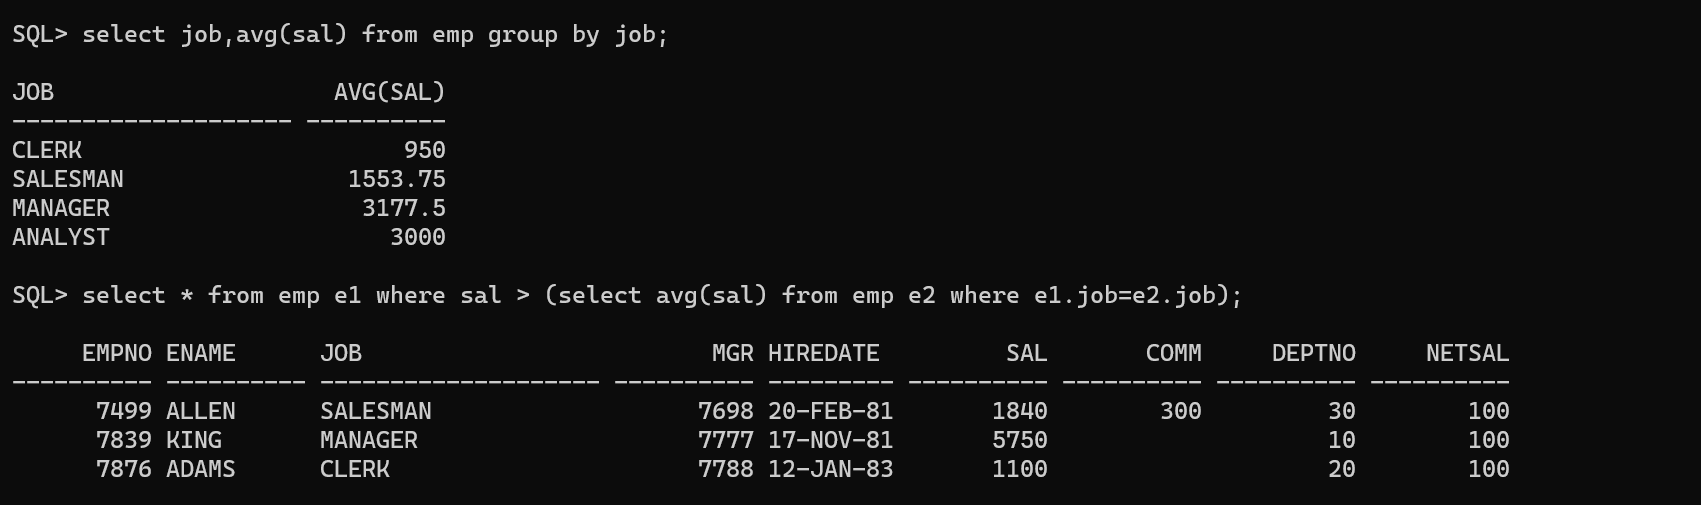 SQL> select job,avg(sal) from emp group by job;
JOB                    AVG(SAL)
-------------------- ----------
CLERK                       950
SALESMAN                1553.75
MANAGER                  3177.5
ANALYST                    3000
SQL> select * from emp e1 where sal > (select avg(sal) from emp e2 where e1.job=e2.job);
     EMPNO ENAME      JOB                         MGR HIREDATE         SAL       COMM     DEPTNO     NETSAL
---------- ---------- -------------------- ---------- --------- ---------- ---------- ---------- ----------
      7499 ALLEN      SALESMAN                   7698 20-FEB-81       1840        300         30        100
      7839 KING       MANAGER                    7777 17-NOV-81       5750                    10        100
      7876 ADAMS      CLERK                      7788 12-JAN-83       1100                    20        100